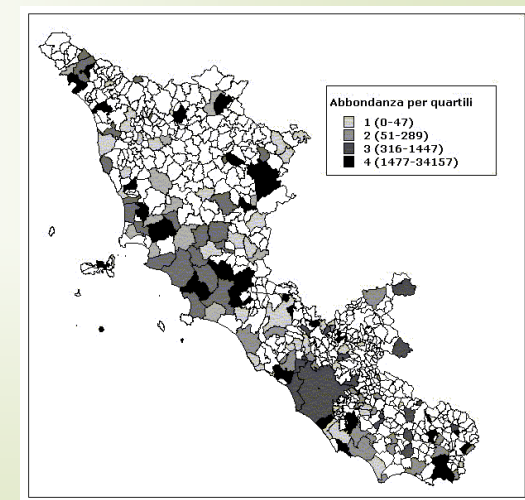 Abbondanza per quartili
1 (0-47)
2 (51-289)
3 (316-1447)
4 (1477-34157)